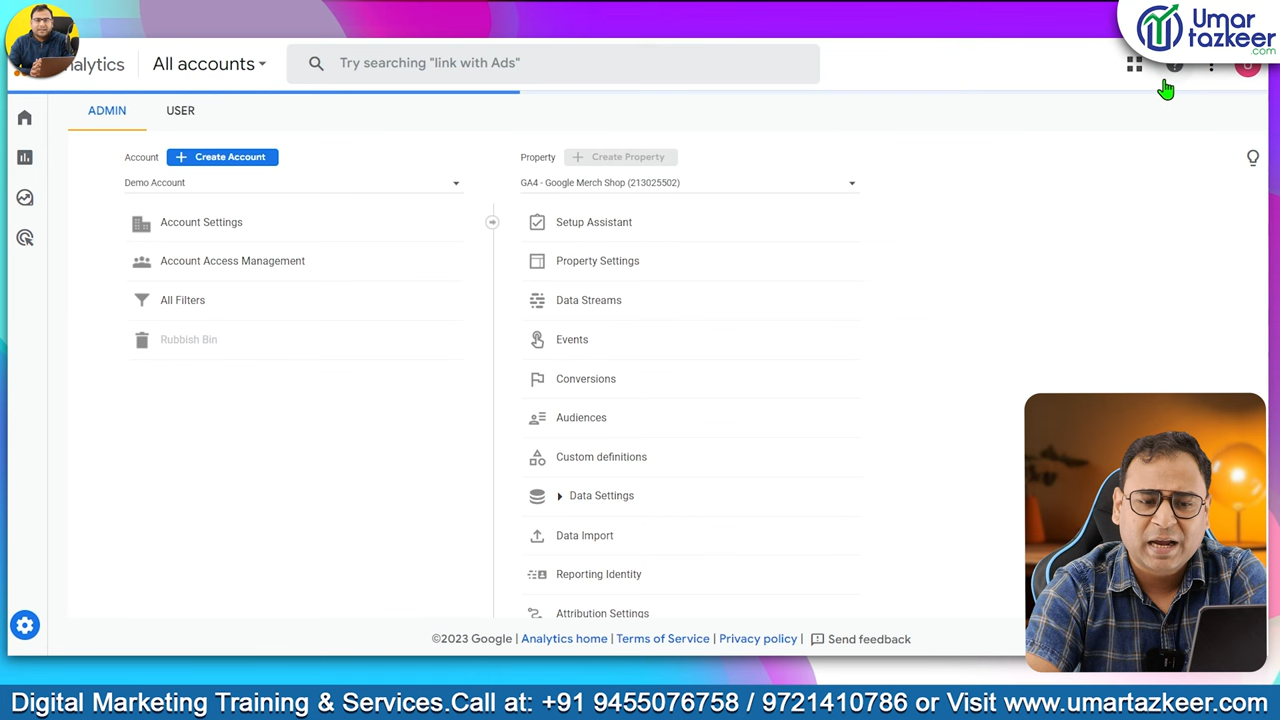 Umar
tazkeer
.com
alytics
All accounts
Try searching "link with Ads"
ADMIN
USER
Account
Create Account
Property
Create Property
Demo Account
GA4 - Google Merch Shop (213025502)
Account Settings
Setup Assistant
Account Access Management
Property Settings
All Filters
Data Streams
Rubbish Bin
Events
Conversions
Audiences
Custom definitions
Data Settings
Data Import
Reporting Identity
Attribution Settings
©2023 Google | Analytics home | Terms of Service | Privacy policy | Send feedback
Digital Marketing Training & Services.Call at: +91 9455076758 / 9721410786 or Visit www.umartazkeer.com